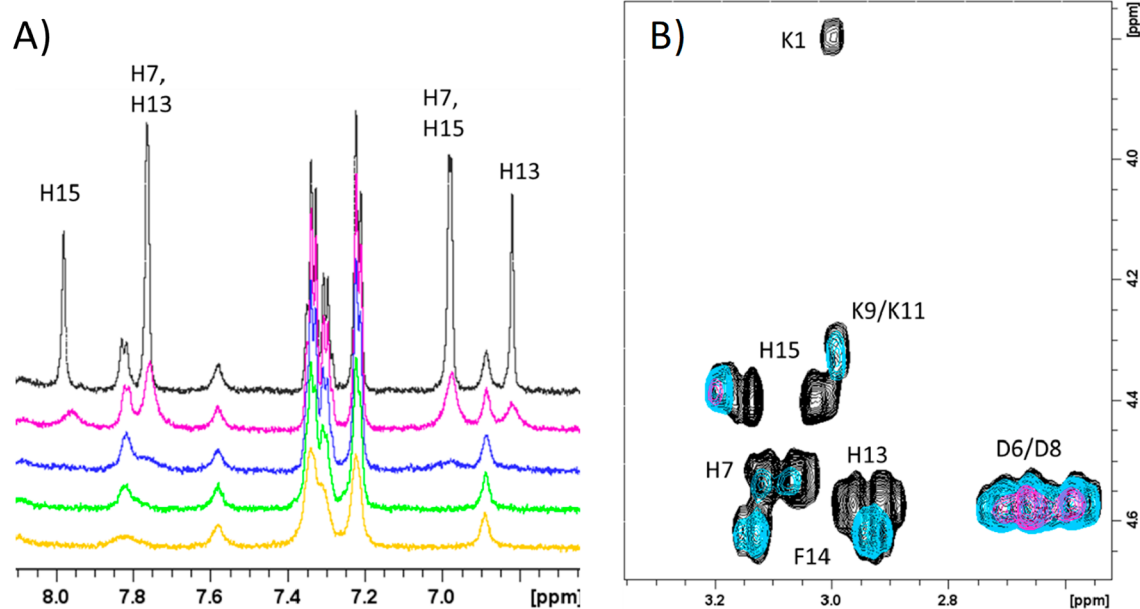 A)
H7,
H13
H7,
H15
H15
H13
8.0 7.8 7.6 7.4 7.2 7.0 [ppm]
B)
K1
K9/K11
H15
H7
H13
D6/D8
F14
3.2 3.0 2.8 [ppm]
[ppm]
4.0
4.2
4.4
4.6